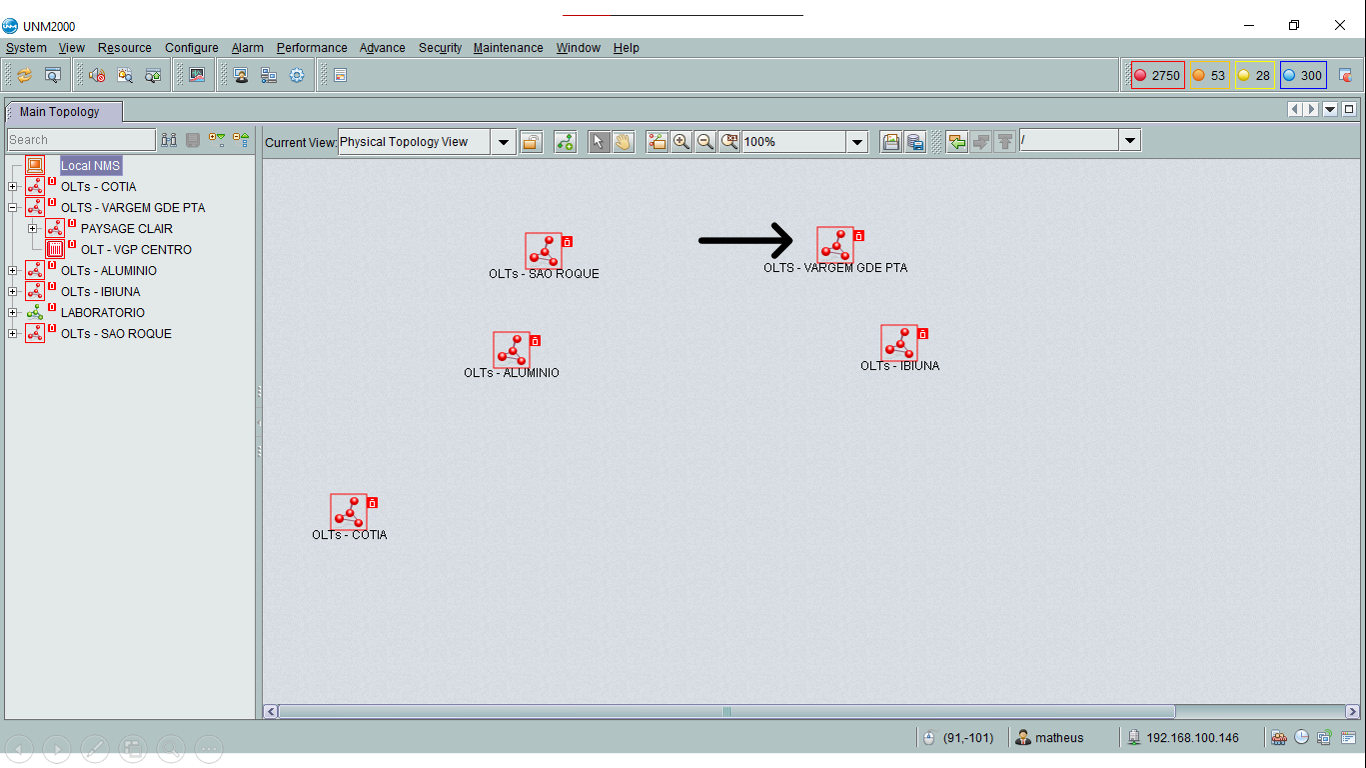 UNM2000
System View Resource Configure Alarm Performance Advance Security Maintenance Window Help
2750 53 28 300
Main Topology
Search
Current View: Physical Topology View 100% /
Local NMS
OLTs - COTIA
OLTS - VARGEM GDE PTA
PAYSAGE CLAIR
OLT - VGP CENTRO
OLTs - ALUMINIO
OLTs - IBIUNA
LABORATORIO
OLTs - SAO ROQUE
OLTs - SAO ROQUE
OLTS - VARGEM GDE PTA
OLTs - ALUMINIO
OLTs - IBIUNA
OLTs - COTIA
(91,-101) matheus 192.168.100.146